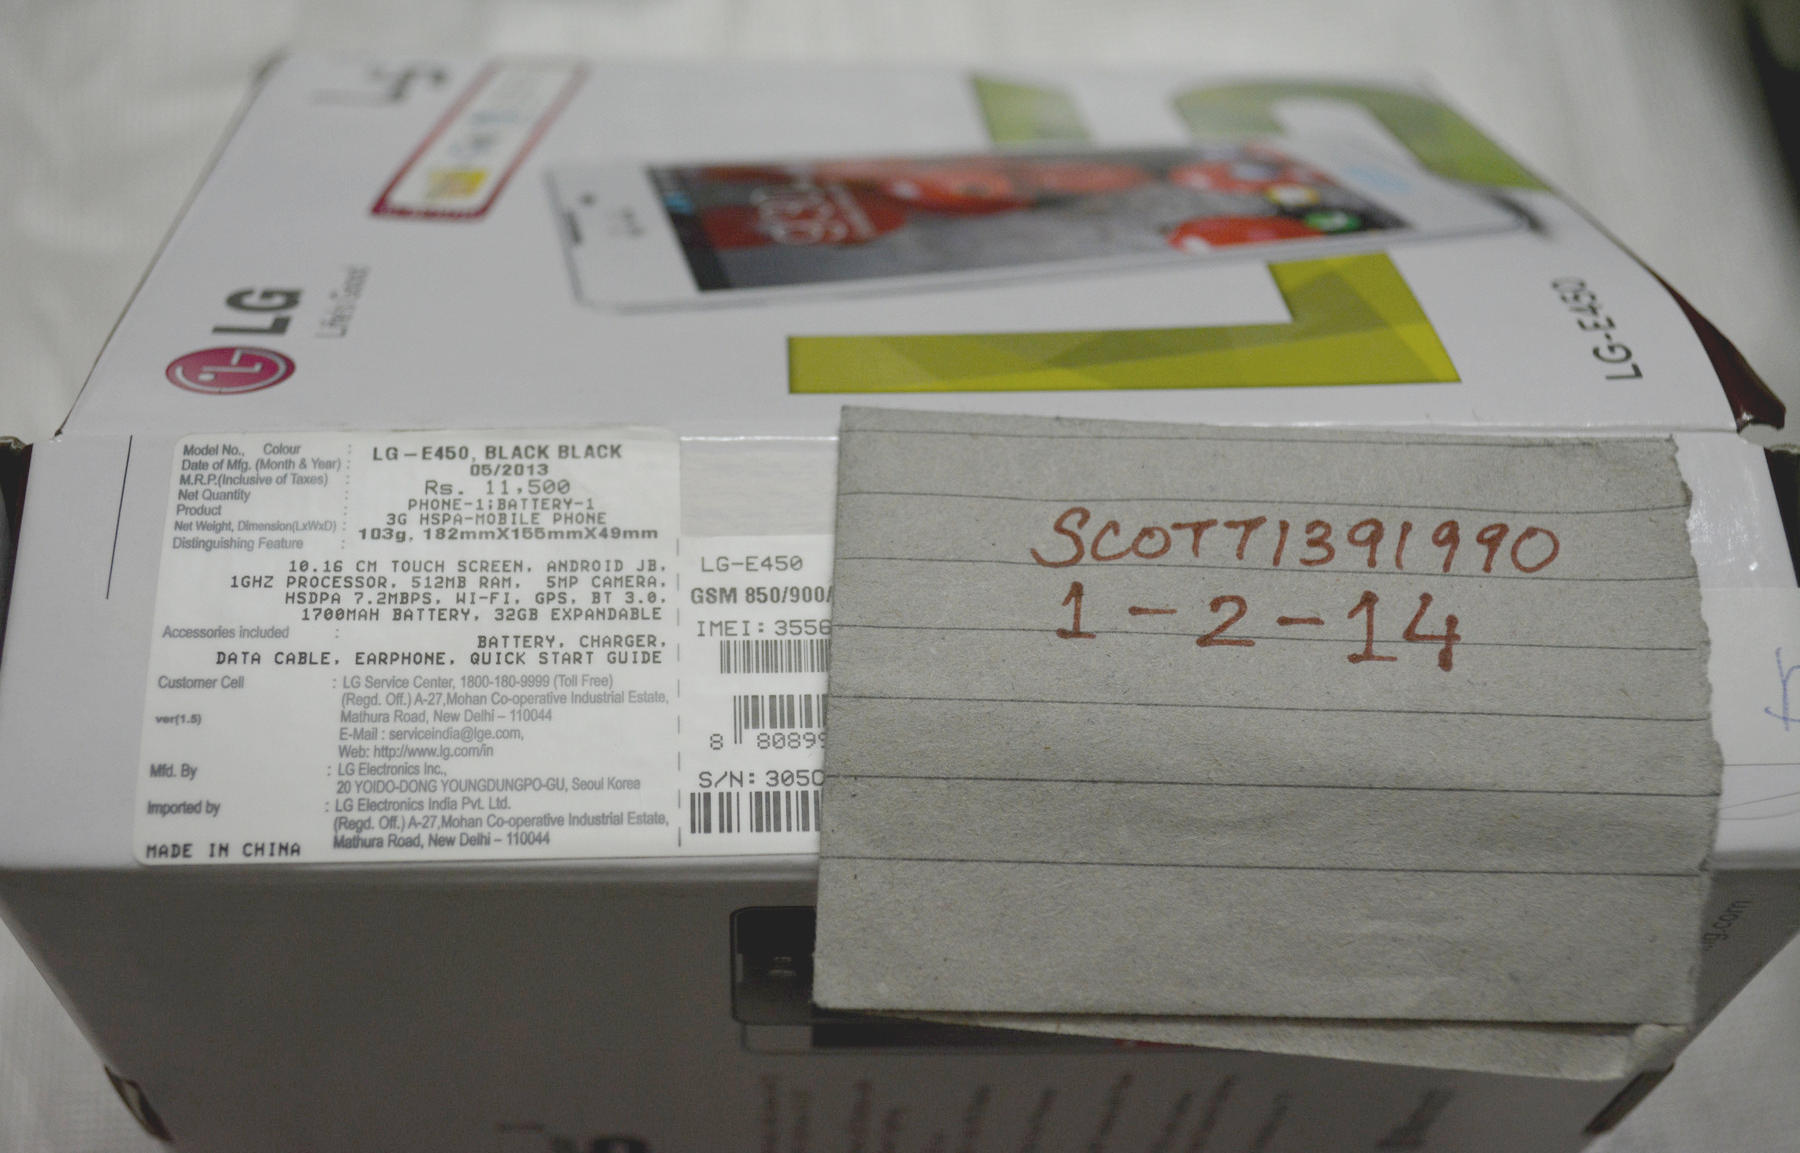 LG
Life's Good
LG-E450
Model No., Colour : LG-E450, BLACK BLACK
Date of Mfg. (Month & Year) : 05/2013
M.R.P.(Inclusive of Taxes) : Rs. 11,500
Net Quantity : PHONE-1;BATTERY-1
Product : 3G HSPA-MOBILE PHONE
Net Weight, Dimension(LxWxD) : 103g, 182mmX155mmX49mm
Distinguishing Feature :
10.16 CM TOUCH SCREEN, ANDROID JB,
1GHZ PROCESSOR, 512MB RAM, 5MP CAMERA,
HSDPA 7.2MBPS, WI-FI, GPS, BT 3.0,
1700MAH BATTERY, 32GB EXPANDABLE
Accessories included :
BATTERY, CHARGER,
DATA CABLE, EARPHONE, QUICK START GUIDE
Customer Cell : LG Service Center, 1800-180-9999 (Toll Free)
(Regd. Off.) A-27,Mohan Co-operative Industrial Estate,
ver(1.5) Mathura Road, New Delhi – 110044
E-Mail : serviceindia@lge.com,
Web: http://www.lg.com/in
Mfd. By : LG Electronics Inc.,
20 YOIDO-DONG YOUNGDUNGPO-GU, Seoul Korea
Imported by : LG Electronics India Pvt. Ltd.
(Regd. Off.) A-27,Mohan Co-operative Industrial Estate,
Mathura Road, New Delhi – 110044
MADE IN CHINA
LG-E450
GSM 850/900/
IMEI: 3556
8 80899
S/N: 305C
SCOTT1391990
1-2-14
lg.com